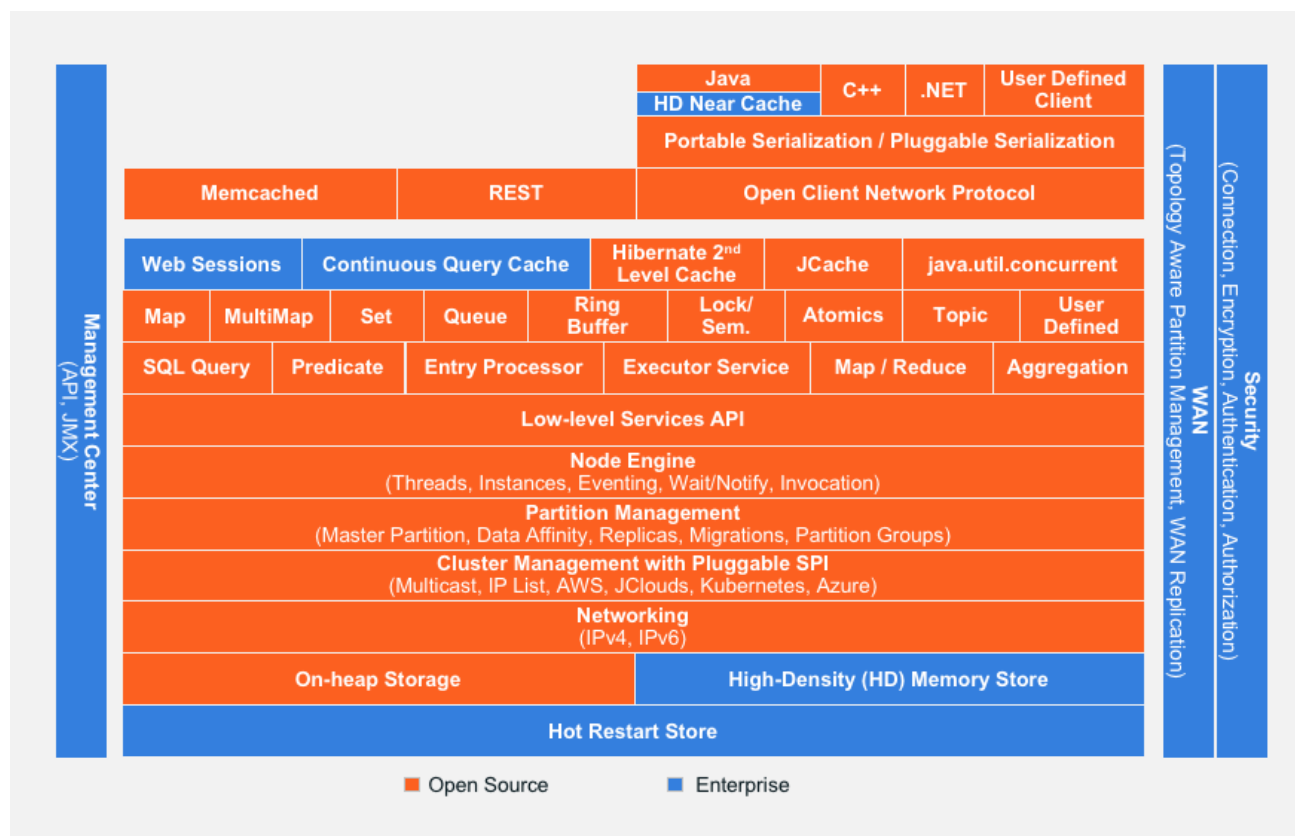 Java
HD Near Cache
C++
.NET
User Defined
Client
Portable Serialization / Pluggable Serialization
Memcached
REST
Open Client Network Protocol
Web Sessions
Continuous Query Cache
Hibernate 2nd
Level Cache
JCache
java.util.concurrent
Map
MultiMap
Set
Queue
Ring
Buffer
Lock/
Sem.
Atomics
Topic
User
Defined
SQL Query
Predicate
Entry Processor
Executor Service
Map / Reduce
Aggregation
Low-level Services API
Node Engine
(Threads, Instances, Eventing, Wait/Notify, Invocation)
Partition Management
(Master Partition, Data Affinity, Replicas, Migrations, Partition Groups)
Cluster Management with Pluggable SPI
(Multicast, IP List, AWS, JClouds, Kubernetes, Azure)
Networking
(IPv4, IPv6)
On-heap Storage
High-Density (HD) Memory Store
Hot Restart Store
Management Center
(API, JMX)
WAN
(Topology Aware Partition Management, WAN Replication)
Security
(Connection, Encryption, Authentication, Authorization)
Open Source
Enterprise